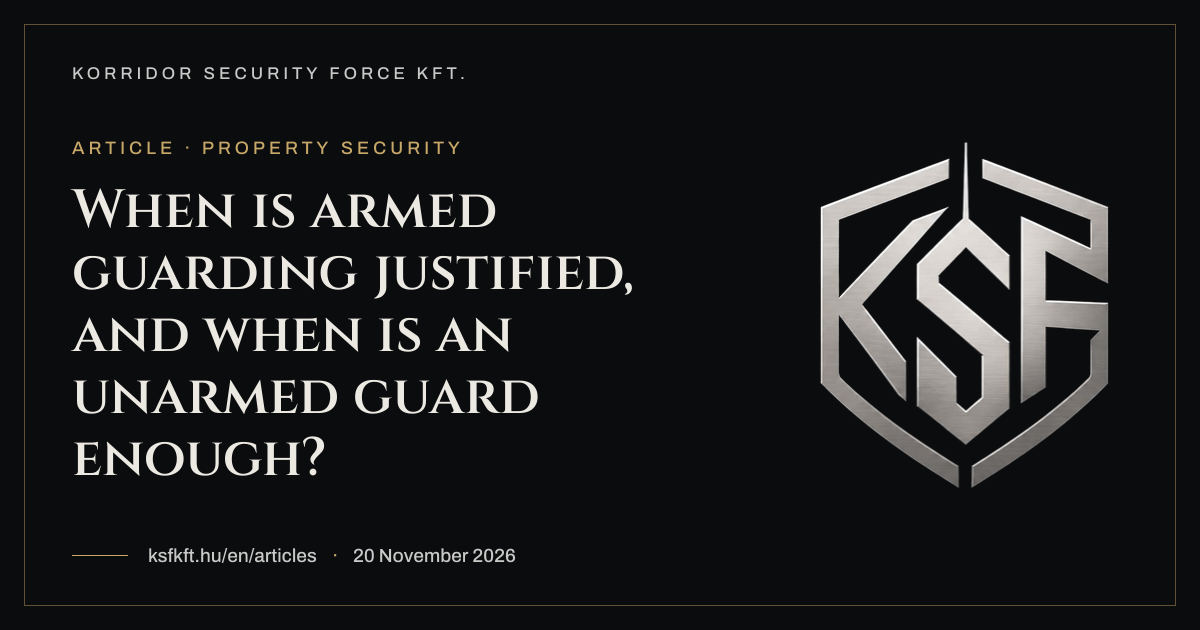 KORRIDOR SECURITY FORCE KFT.
ARTICLE · PROPERTY SECURITY
WHEN IS ARMED
GUARDING JUSTIFIED,
AND WHEN IS AN
UNARMED GUARD
ENOUGH?
KSF
ksfkft.hu/en/articles · 20 November 2026